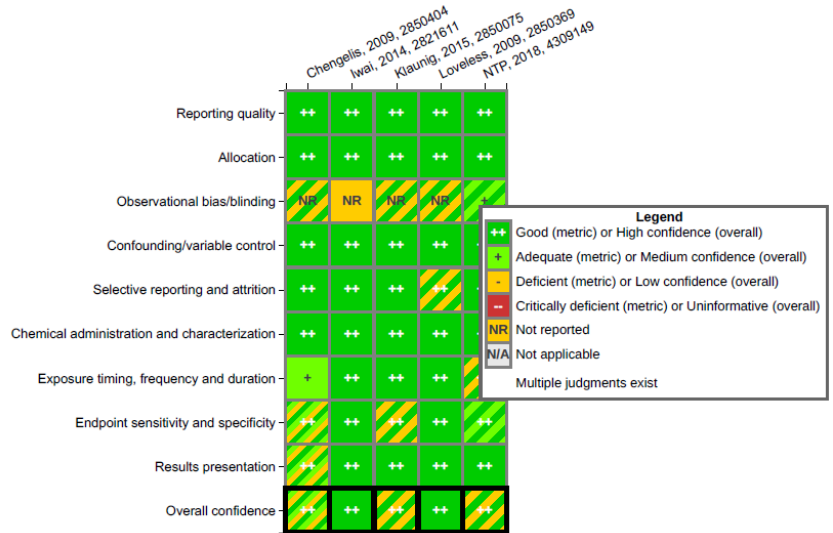 Chengelis, 2009, 2850404
Iwai, 2014, 2821611
Klaunig, 2015, 2850075
Loveless, 2009, 2850369
NTP, 2018, 4309149
Reporting quality ++ ++ ++ ++ ++
Allocation ++ ++ ++ ++ ++
Observational bias/blinding NR NR NR NR +
Confounding/variable control ++ ++ ++ ++
Selective reporting and attrition ++ ++ ++ ++
Chemical administration and characterization ++ ++ ++ ++
Exposure timing, frequency and duration + ++ ++ ++
Endpoint sensitivity and specificity ++ ++ ++ ++ ++
Results presentation ++ ++ ++ ++ ++
Overall confidence ++ ++ ++ ++ ++
Legend
++ Good (metric) or High confidence (overall)
+ Adequate (metric) or Medium confidence (overall)
- Deficient (metric) or Low confidence (overall)
-- Critically deficient (metric) or Uninformative (overall)
NR Not reported
N/A Not applicable
Multiple judgments exist